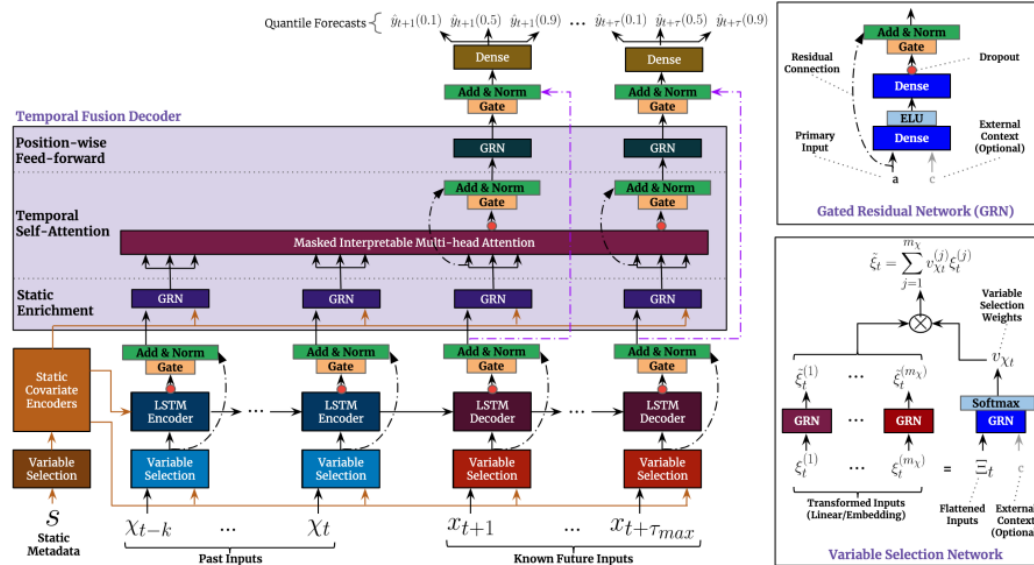 Quantile Forecasts
ŷt+1(0.1) ŷt+1(0.5) ŷt+1(0.9) ... ŷt+τ(0.1) ŷt+τ(0.5) ŷt+τ(0.9)
Dense
Dense
Add & Norm
Gate
Add & Norm
Gate
Temporal Fusion Decoder
Position-wise
Feed-forward
GRN
GRN
Add & Norm
Gate
Add & Norm
Gate
Temporal
Self-Attention
Masked Interpretable Multi-head Attention
Static
Enrichment
GRN
GRN
GRN
GRN
Add & Norm
Gate
Add & Norm
Gate
Add & Norm
Gate
Add & Norm
Gate
Static
Covariate
Encoders
LSTM
Encoder
...
LSTM
Encoder
LSTM
Decoder
...
LSTM
Decoder
Variable
Selection
Variable
Selection
Variable
Selection
Variable
Selection
Variable
Selection
s
χt−k ... χt xt+1 ... xt+τmax
Static
Metadata
Past Inputs
Known Future Inputs
Add & Norm
Gate
Residual
Connection
Dropout
Dense
ELU
Dense
Primary
Input
External
Context
(Optional)
a
c
Gated Residual Network (GRN)
ξ̃t = Σ j=1 mχ vχt(j) ξ̃t(j)
Variable
Selection
Weights
⊗
vχt
ξ̃t(1) ... ξ̃t(mχ)
Softmax
GRN
GRN
GRN
...
ξt(1) ... ξt(mχ) = Ξt c
Transformed Inputs
(Linear/Embedding)
Flattened
Inputs
External
Context
(Optional)
Variable Selection Network